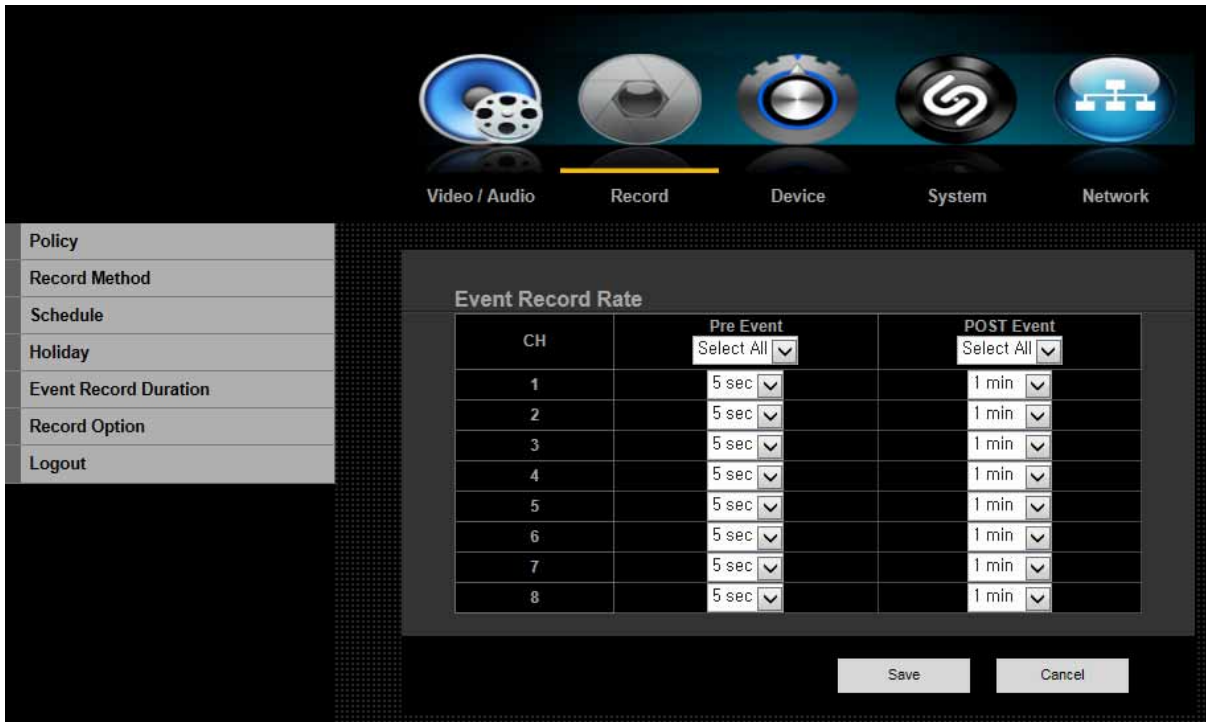 Video / Audio Record Device System Network
Policy
Record Method
Schedule
Holiday
Event Record Duration
Record Option
Logout
Event Record Rate
CH Pre Event POST Event
Select All Select All
1 5 sec 1 min
2 5 sec 1 min
3 5 sec 1 min
4 5 sec 1 min
5 5 sec 1 min
6 5 sec 1 min
7 5 sec 1 min
8 5 sec 1 min
Save Cancel